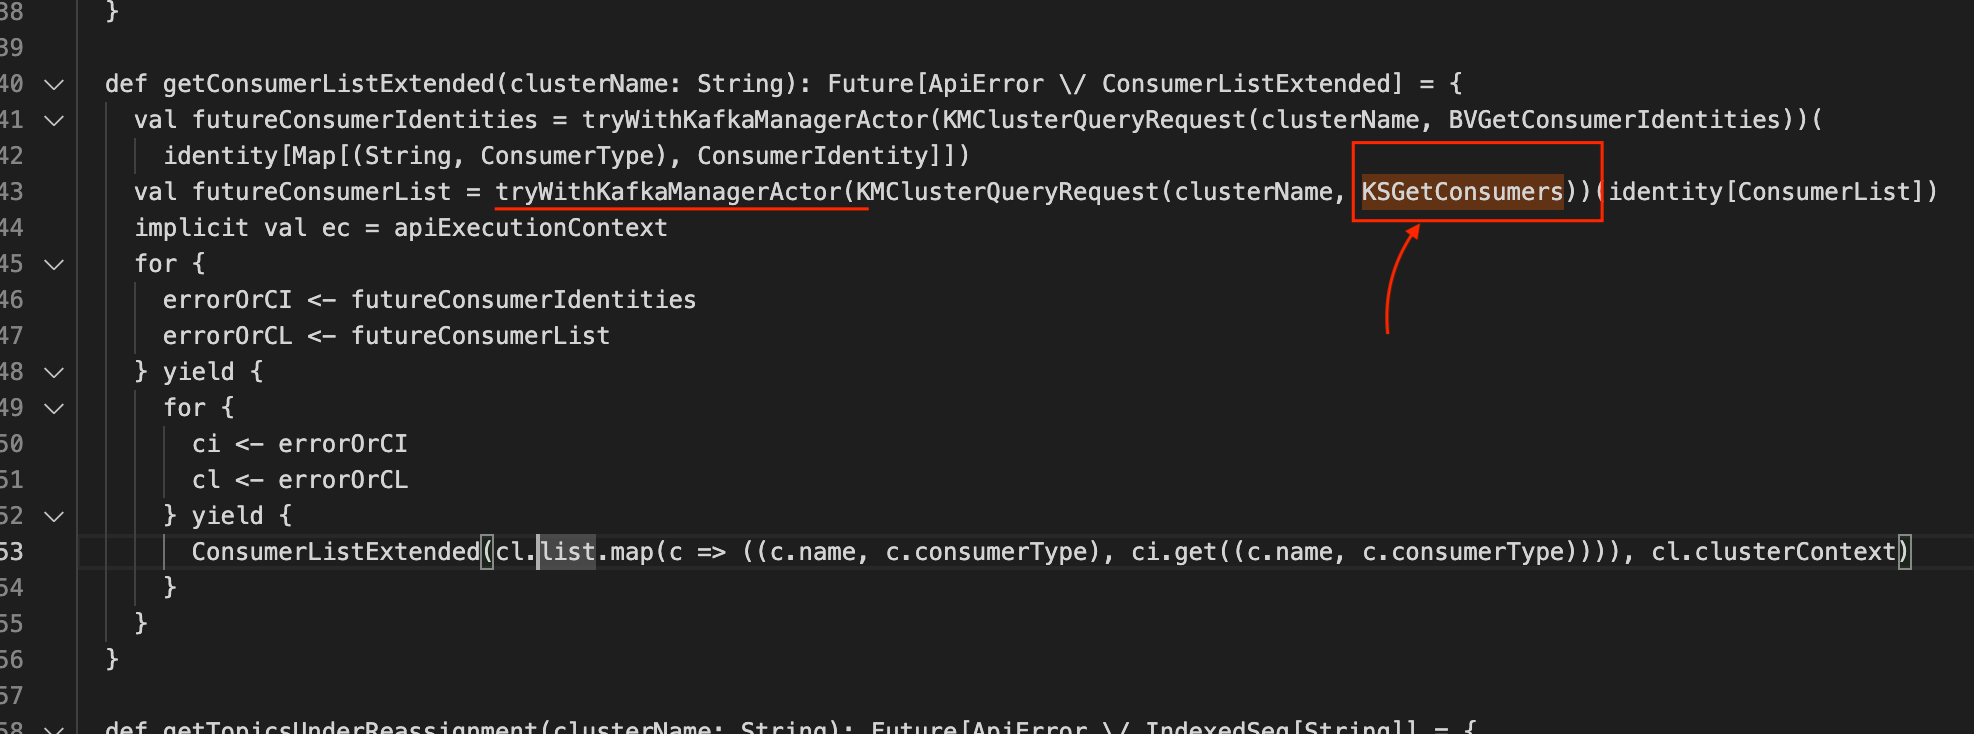 38 }
39
40 def getConsumerListExtended(clusterName: String): Future[ApiError \/ ConsumerListExtended] = {
41 val futureConsumerIdentities = tryWithKafkaManagerActor(KMClusterQueryRequest(clusterName, BVGetConsumerIdentities))(
42 identity[Map[(String, ConsumerType), ConsumerIdentity]])
43 val futureConsumerList = tryWithKafkaManagerActor(KMClusterQueryRequest(clusterName, KSGetConsumers))(identity[ConsumerList])
44 implicit val ec = apiExecutionContext
45 for {
46 errorOrCI <- futureConsumerIdentities
47 errorOrCL <- futureConsumerList
48 } yield {
49 for {
50 ci <- errorOrCI
51 cl <- errorOrCL
52 } yield {
53 ConsumerListExtended(cl.list.map(c => ((c.name, c.consumerType), ci.get((c.name, c.consumerType)))), cl.clusterContext)
54 }
55 }
56 }
57
58 def getTopicsUnderReassignment(clusterName: String): Future[ApiError \/ IndexedSeq[String]] = {